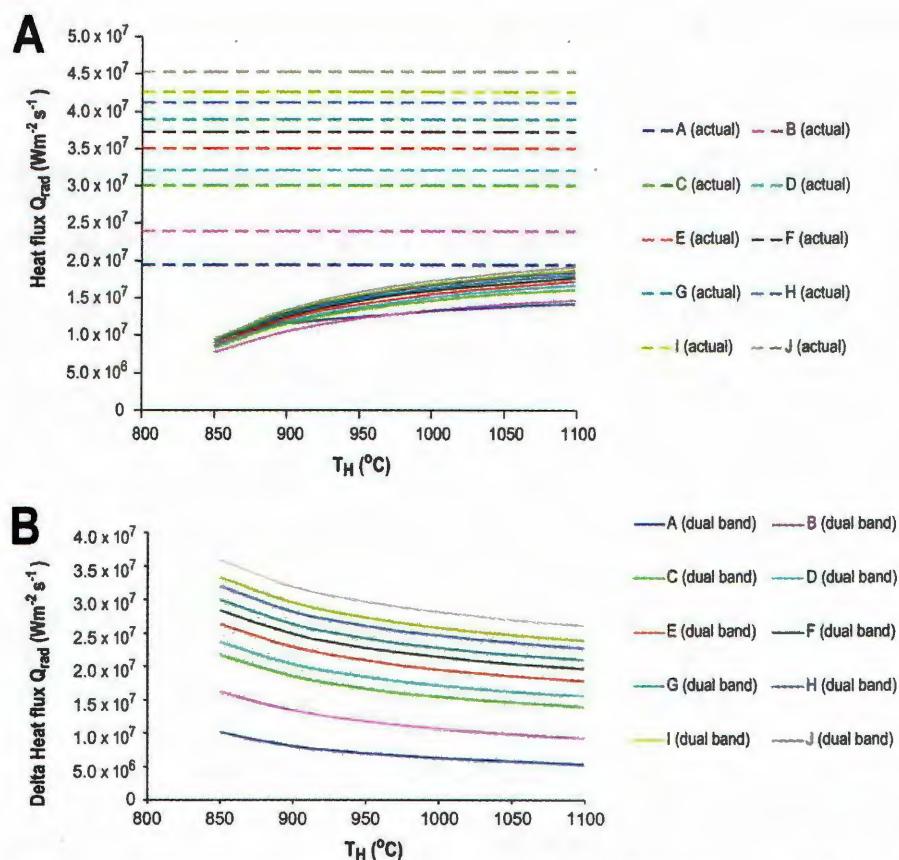 A
Heat flux Q_rad (Wm⁻² s⁻¹)
5.0 x 10⁷
4.5 x 10⁷
4.0 x 10⁷
3.5 x 10⁷
3.0 x 10⁷
2.5 x 10⁷
2.0 x 10⁷
1.5 x 10⁷
1.0 x 10⁷
5.0 x 10⁶
0
800 850 900 950 1000 1050 1100
T_H (°C)
A (actual) B (actual)
C (actual) D (actual)
E (actual) F (actual)
G (actual) H (actual)
I (actual) J (actual)
B
Delta Heat flux Q_rad (Wm⁻² s⁻¹)
4.0 x 10⁷
3.5 x 10⁷
3.0 x 10⁷
2.5 x 10⁷
2.0 x 10⁷
1.5 x 10⁷
1.0 x 10⁷
5.0 x 10⁶
0
800 850 900 950 1000 1050 1100
T_H (°C)
A (dual band) B (dual band)
C (dual band) D (dual band)
E (dual band) F (dual band)
G (dual band) H (dual band)
I (dual band) J (dual band)